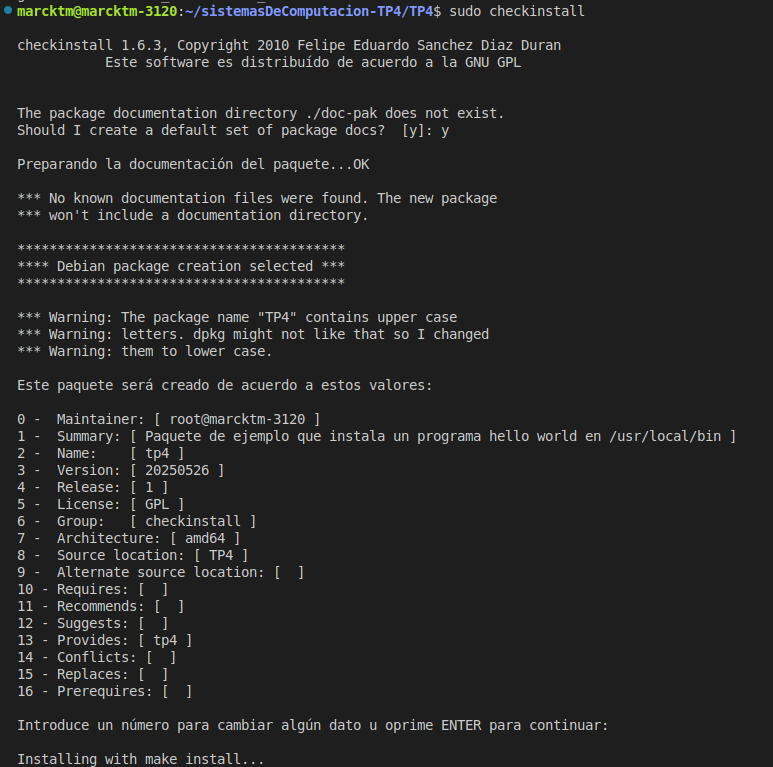 marcktm@marcktm-3120:~/sistemasDeComputacion-TP4/TP4$ sudo checkinstall
checkinstall 1.6.3, Copyright 2010 Felipe Eduardo Sanchez Diaz Duran
Este software es distribuído de acuerdo a la GNU GPL
The package documentation directory ./doc-pak does not exist.
Should I create a default set of package docs?  [y]: y
Preparando la documentación del paquete...OK
*** No known documentation files were found. The new package
*** won't include a documentation directory.
*****************************************
**** Debian package creation selected ***
*****************************************
*** Warning: The package name "TP4" contains upper case
*** Warning: letters. dpkg might not like that so I changed
*** Warning: them to lower case.
Este paquete será creado de acuerdo a estos valores:
0 -  Maintainer: [ root@marcktm-3120 ]
1 -  Summary: [ Paquete de ejemplo que instala un programa hello world en /usr/local/bin ]
2 -  Name:    [ tp4 ]
3 -  Version: [ 20250526 ]
4 -  Release: [ 1 ]
5 -  License: [ GPL ]
6 -  Group:   [ checkinstall ]
7 -  Architecture: [ amd64 ]
8 -  Source location: [ TP4 ]
9 -  Alternate source location: [  ]
10 - Requires: [  ]
11 - Recommends: [  ]
12 - Suggests: [  ]
13 - Provides: [ tp4 ]
14 - Conflicts: [  ]
15 - Replaces: [  ]
16 - Prerequires: [  ]
Introduce un número para cambiar algún dato u oprime ENTER para continuar:
Installing with make install...